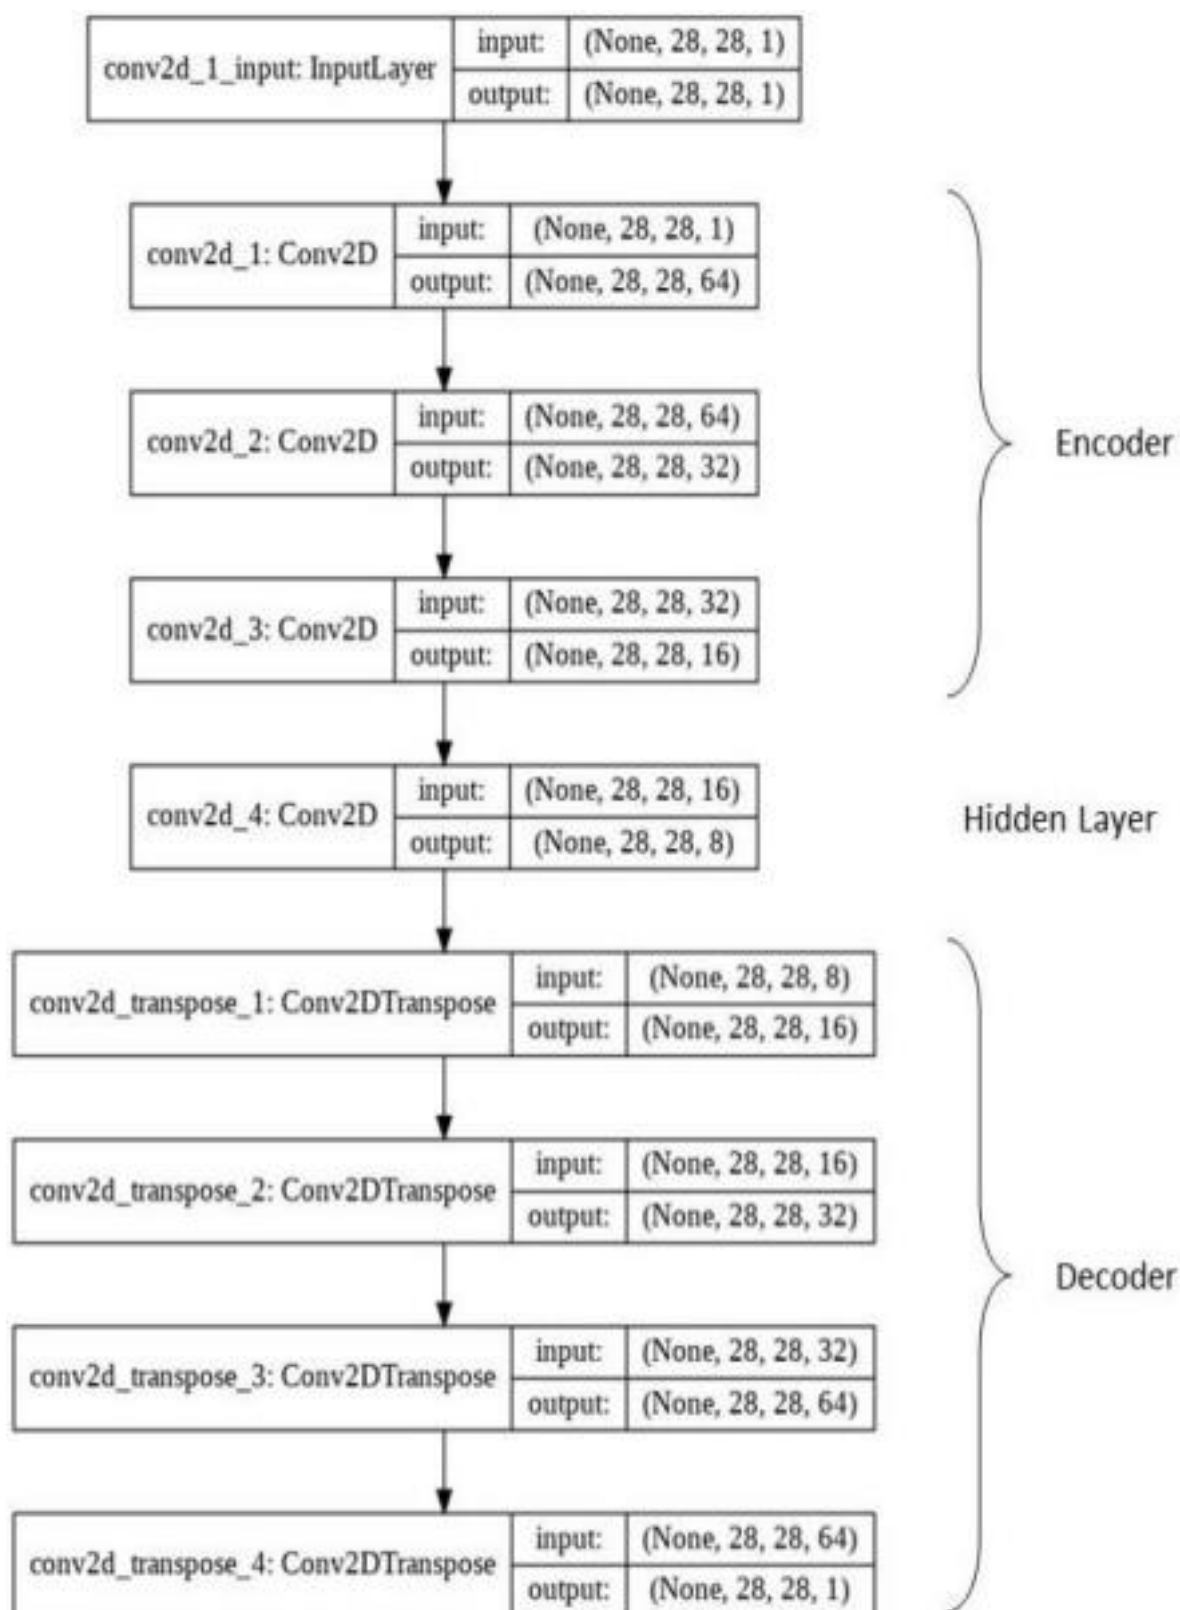 conv2d_1_input: InputLayer
input: (None, 28, 28, 1)
output: (None, 28, 28, 1)
conv2d_1: Conv2D
input: (None, 28, 28, 1)
output: (None, 28, 28, 64)
conv2d_2: Conv2D
input: (None, 28, 28, 64)
output: (None, 28, 28, 32)
conv2d_3: Conv2D
input: (None, 28, 28, 32)
output: (None, 28, 28, 16)
Encoder
conv2d_4: Conv2D
input: (None, 28, 28, 16)
output: (None, 28, 28, 8)
Hidden Layer
conv2d_transpose_1: Conv2DTranspose
input: (None, 28, 28, 8)
output: (None, 28, 28, 16)
conv2d_transpose_2: Conv2DTranspose
input: (None, 28, 28, 16)
output: (None, 28, 28, 32)
conv2d_transpose_3: Conv2DTranspose
input: (None, 28, 28, 32)
output: (None, 28, 28, 64)
conv2d_transpose_4: Conv2DTranspose
input: (None, 28, 28, 64)
output: (None, 28, 28, 1)
Decoder